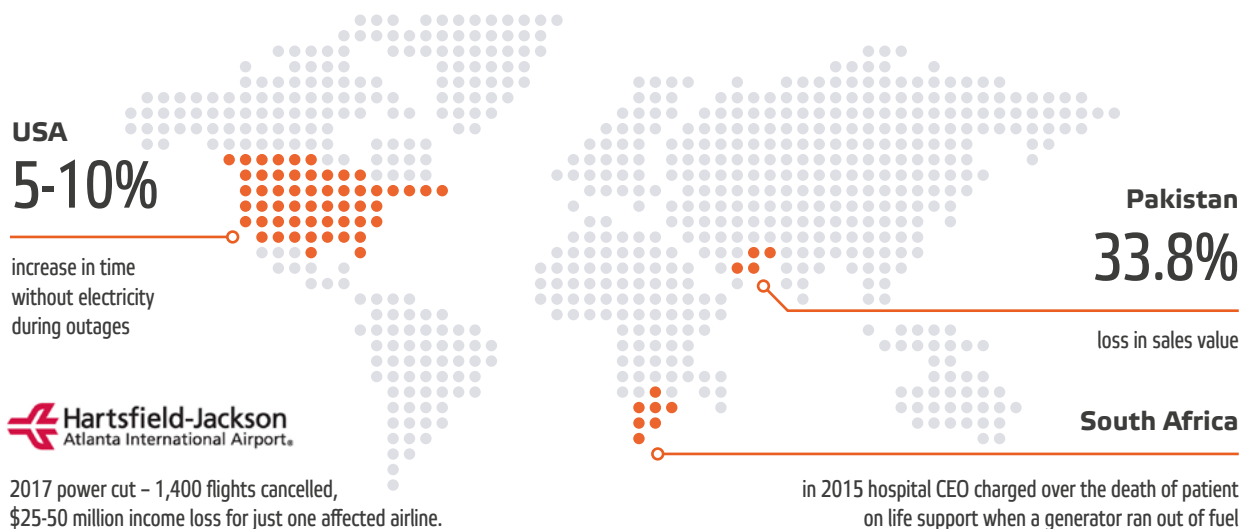 USA
5-10%
increase in time
without electricity
during outages
Hartsfield-Jackson
Atlanta International Airport®
2017 power cut – 1,400 flights cancelled,
$25-50 million income loss for just one affected airline.
Pakistan
33.8%
loss in sales value
South Africa
in 2015 hospital CEO charged over the death of patient
on life support when a generator ran out of fuel